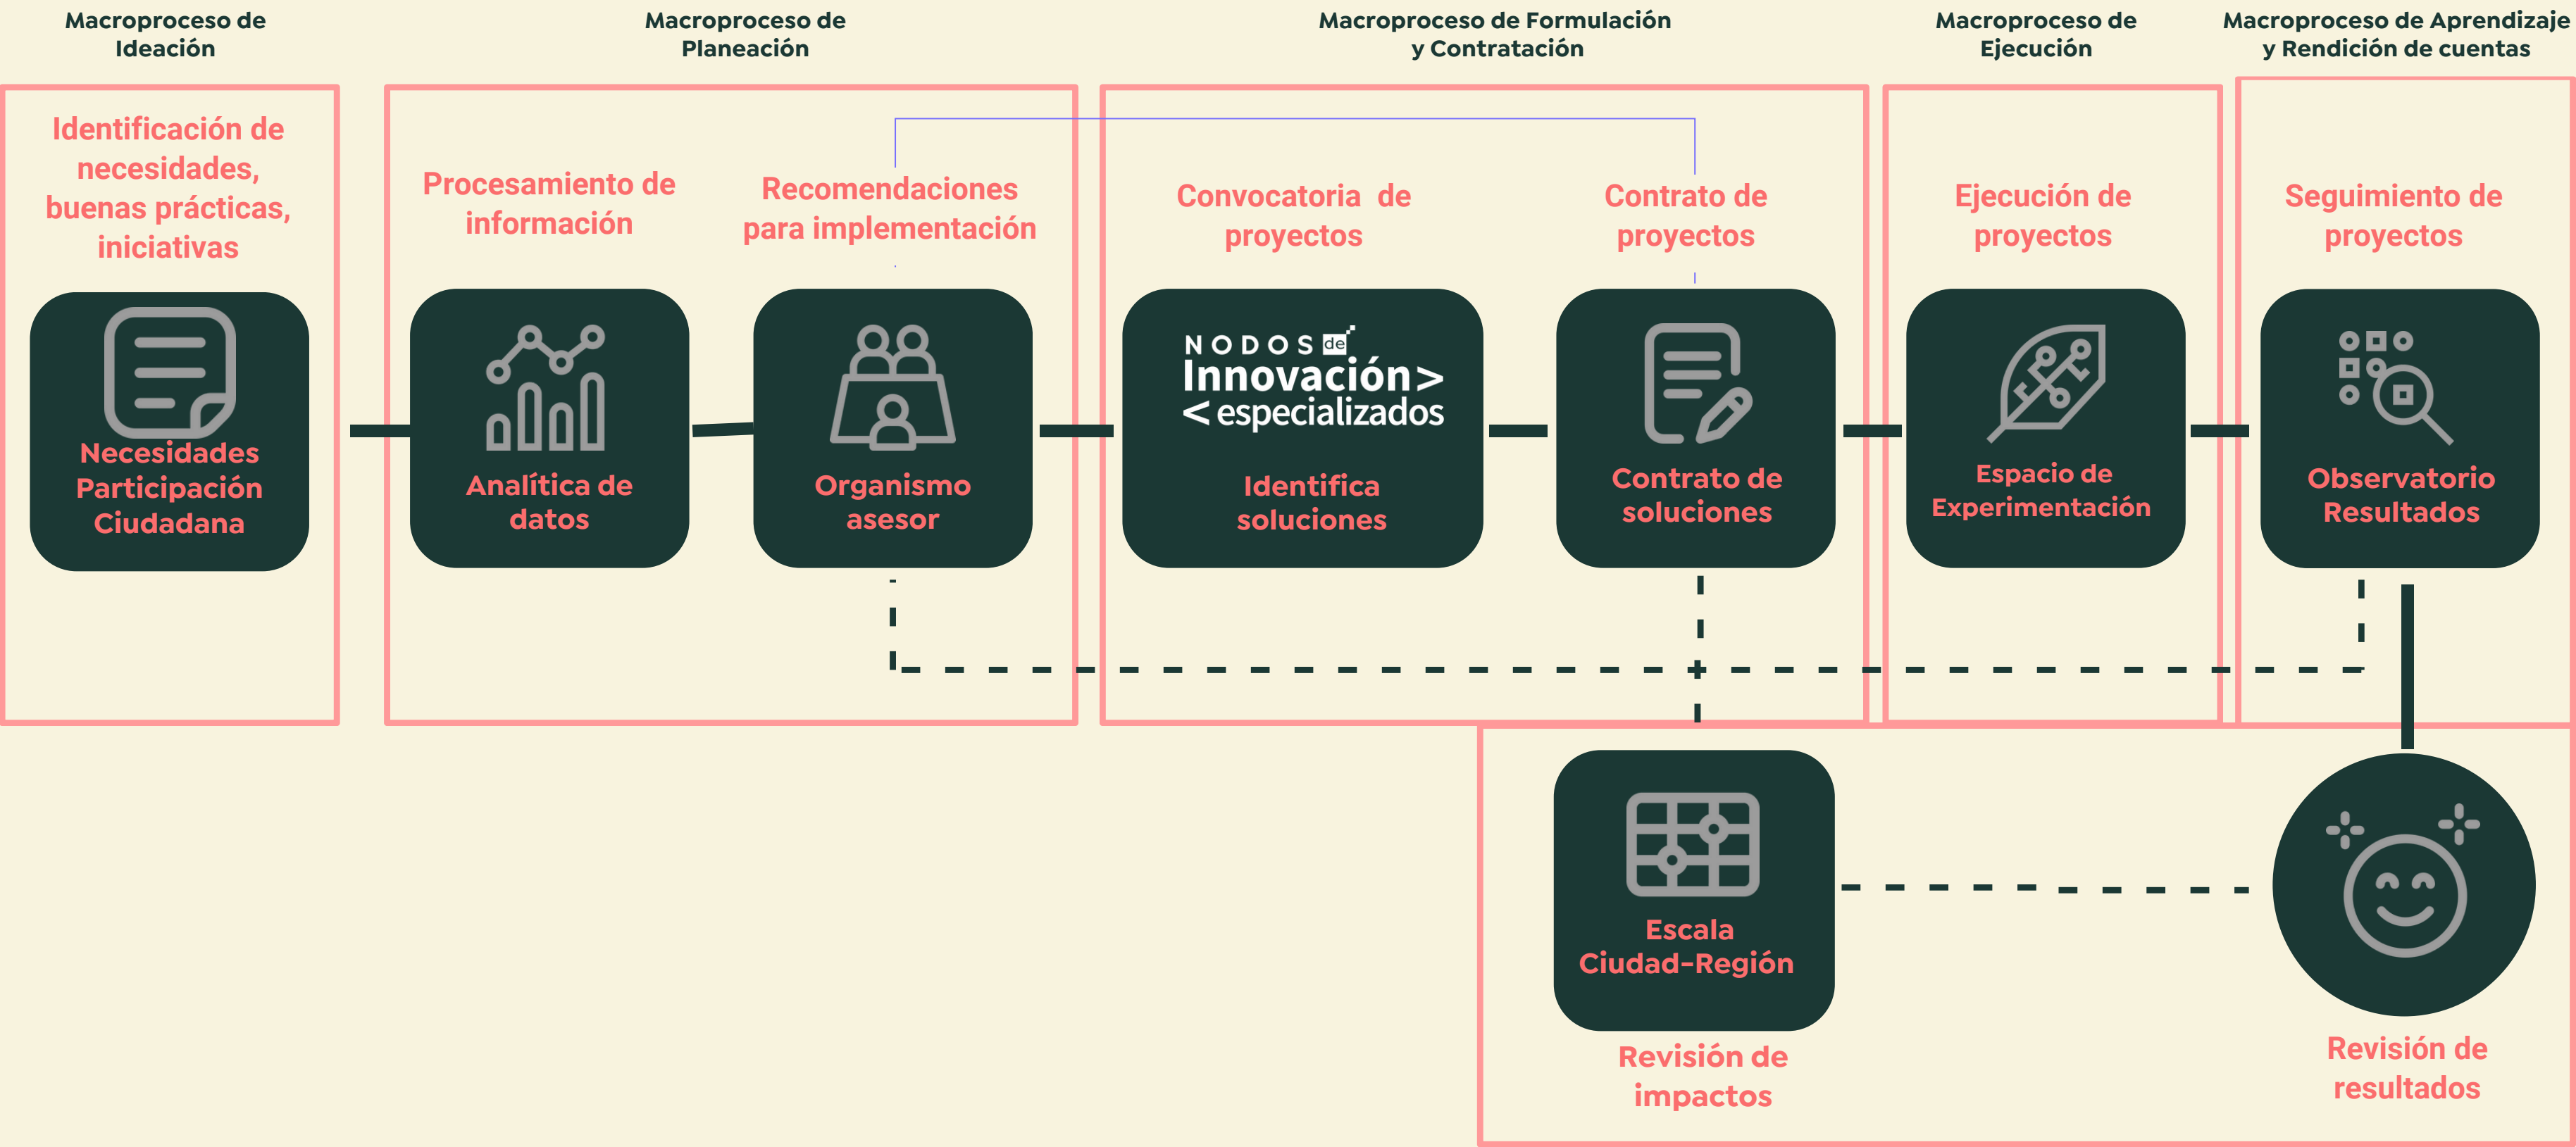 Macroproceso de
Ideación
Macroproceso de
Planeación
Macroproceso de Formulación
y Contratación
Macroproceso de
Ejecución
Macroproceso de Aprendizaje
y Rendición de cuentas
Identificación de
necesidades,
buenas prácticas,
iniciativas
Necesidades
Participación
Ciudadana
Procesamiento de
información
Analítica de
datos
Recomendaciones
para implementación
Organismo
asesor
Convocatoria  de
proyectos
NODOS de
Innovación>
< especializados
Identifica
soluciones
Contrato de
proyectos
Contrato de
soluciones
Ejecución de
proyectos
Espacio de
Experimentación
Seguimiento de
proyectos
Observatorio
Resultados
Escala
Ciudad-Región
Revisión de
impactos
Revisión de
resultados